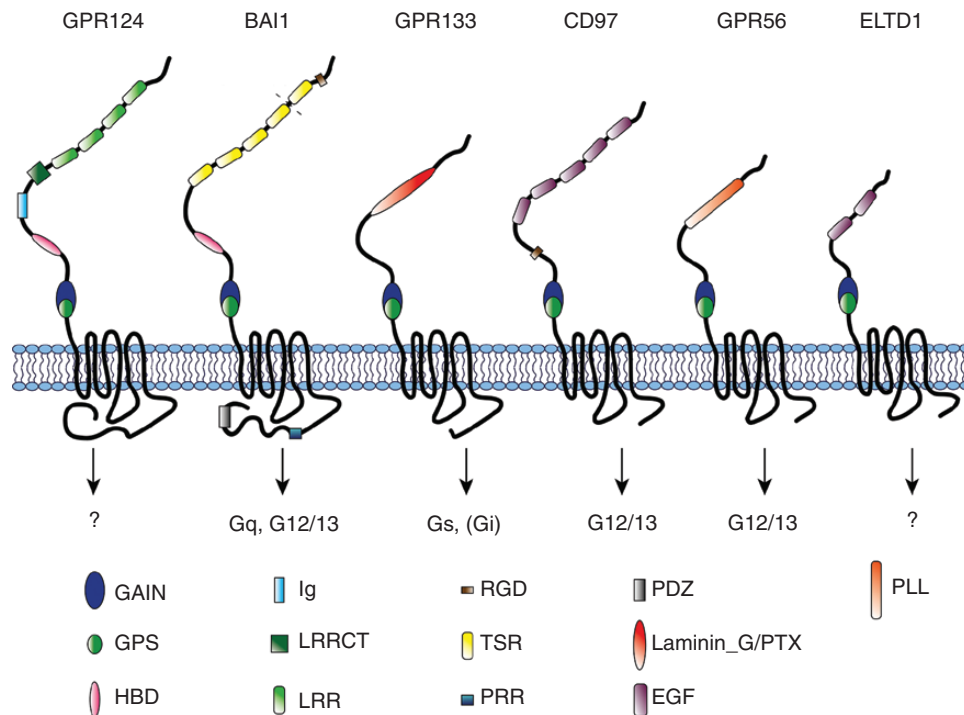 GPR124 BAI1 GPR133 CD97 GPR56 ELTD1
? Gq, G12/13 Gs, (Gi) G12/13 G12/13 ?
GAIN Ig RGD PDZ PLL
GPS LRRCT TSR Laminin_G/PTX
HBD LRR PRR EGF